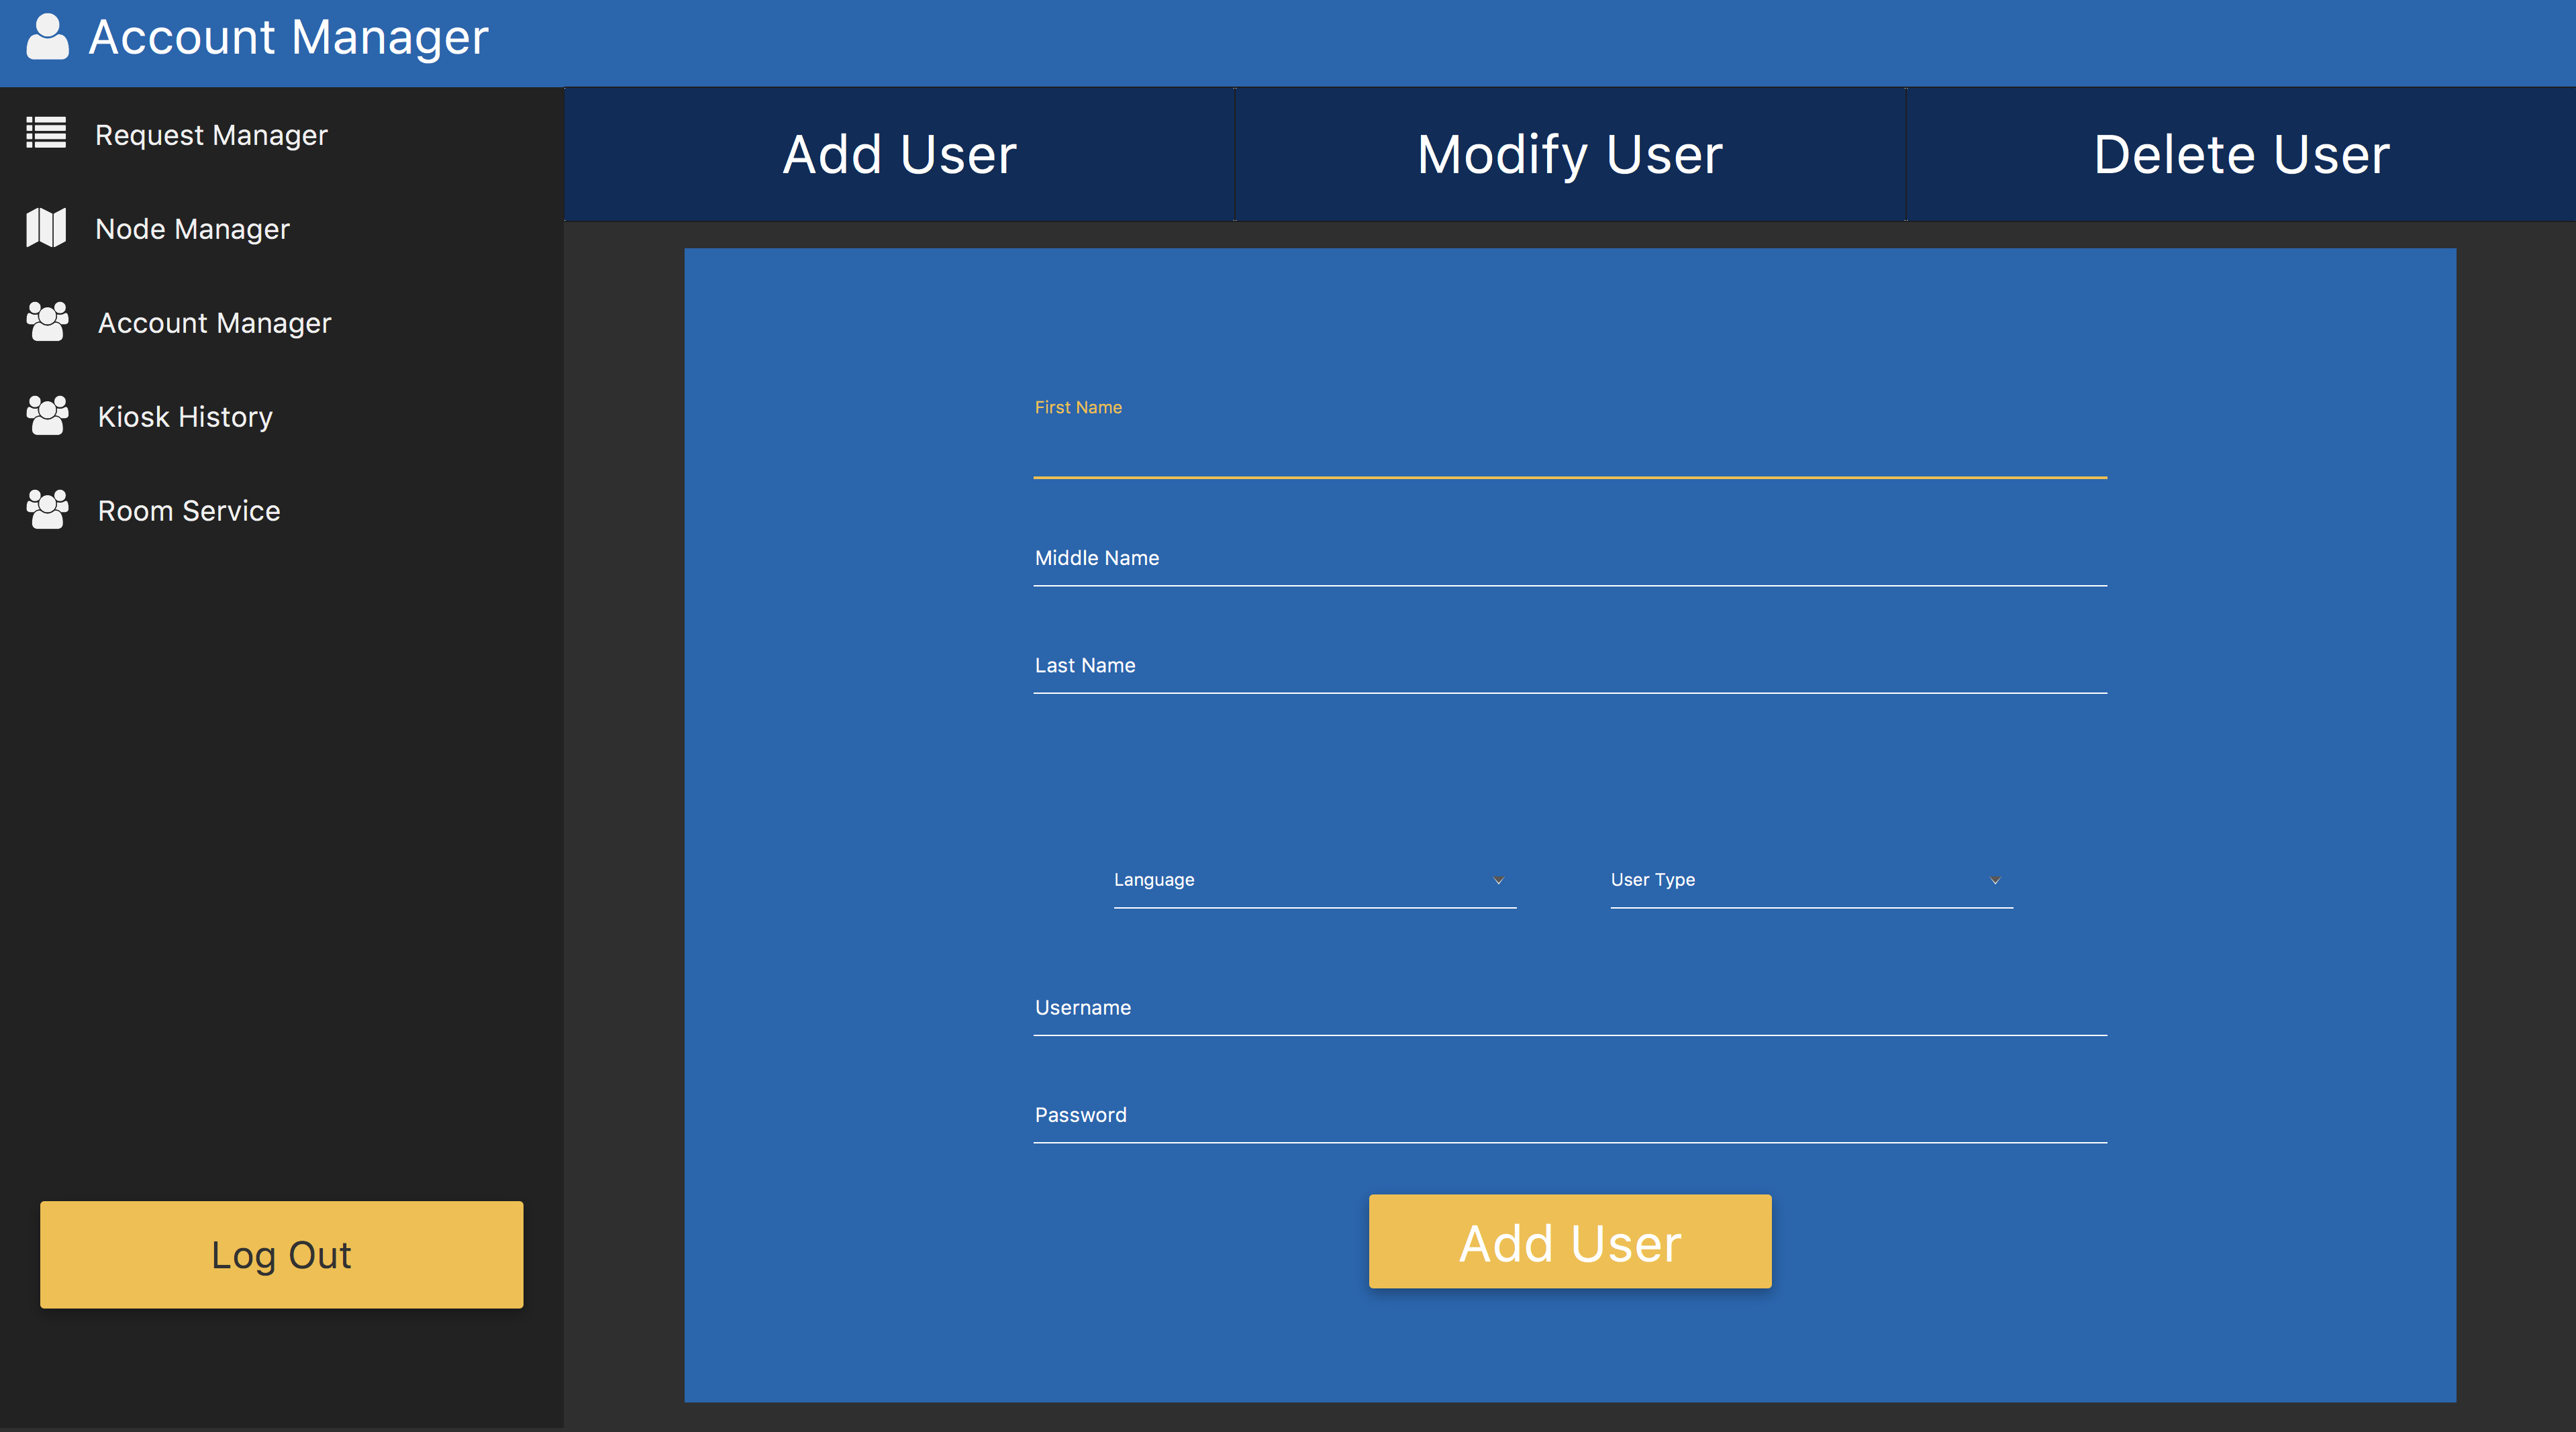 Account Manager
Request Manager
Node Manager
Account Manager
Kiosk History
Room Service
Log Out
Add User
Modify User
Delete User
First Name
Middle Name
Last Name
Language
User Type
Username
Password
Add User